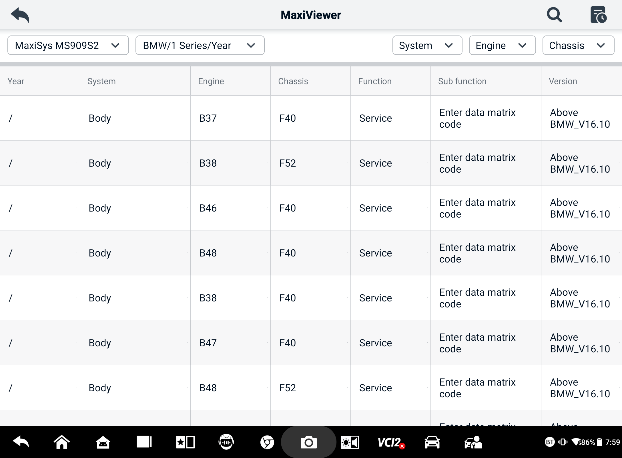 MaxiViewer
MaxiSys MS909S2 BMW/1 Series/Year System Engine Chassis
Year System Engine Chassis Function Sub function Version
/ Body B37 F40 Service Enter data matrix code Above BMW_V16.10
/ Body B38 F52 Service Enter data matrix code Above BMW_V16.10
/ Body B46 F40 Service Enter data matrix code Above BMW_V16.10
/ Body B48 F40 Service Enter data matrix code Above BMW_V16.10
/ Body B38 F40 Service Enter data matrix code Above BMW_V16.10
/ Body B47 F40 Service Enter data matrix code Above BMW_V16.10
/ Body B48 F52 Service Enter data matrix code Above BMW_V16.10
VCI2 86% 7:59